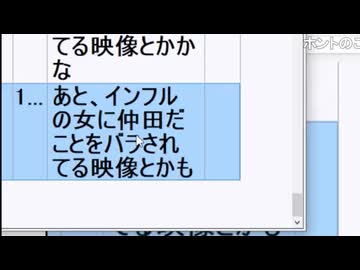 てる映像とかか
な
ホントのこ
1... あと、インフル
の女に仲田だ
ことをバラされ
てる映像とかも